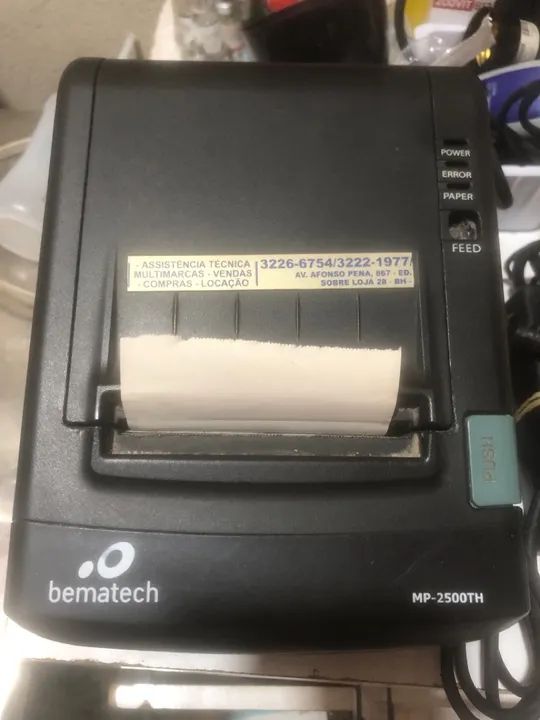 POWER
ERROR
PAPER
FEED
- ASSISTÊNCIA TÉCNICA
MULTIMARCAS - VENDAS
- COMPRAS - LOCAÇÃO
3226-6754/3222-1977/
AV. AFONSO PENA, 867 - ED.
SOBRE LOJA 28 - BH -
PUSH
bematech
MP-2500TH